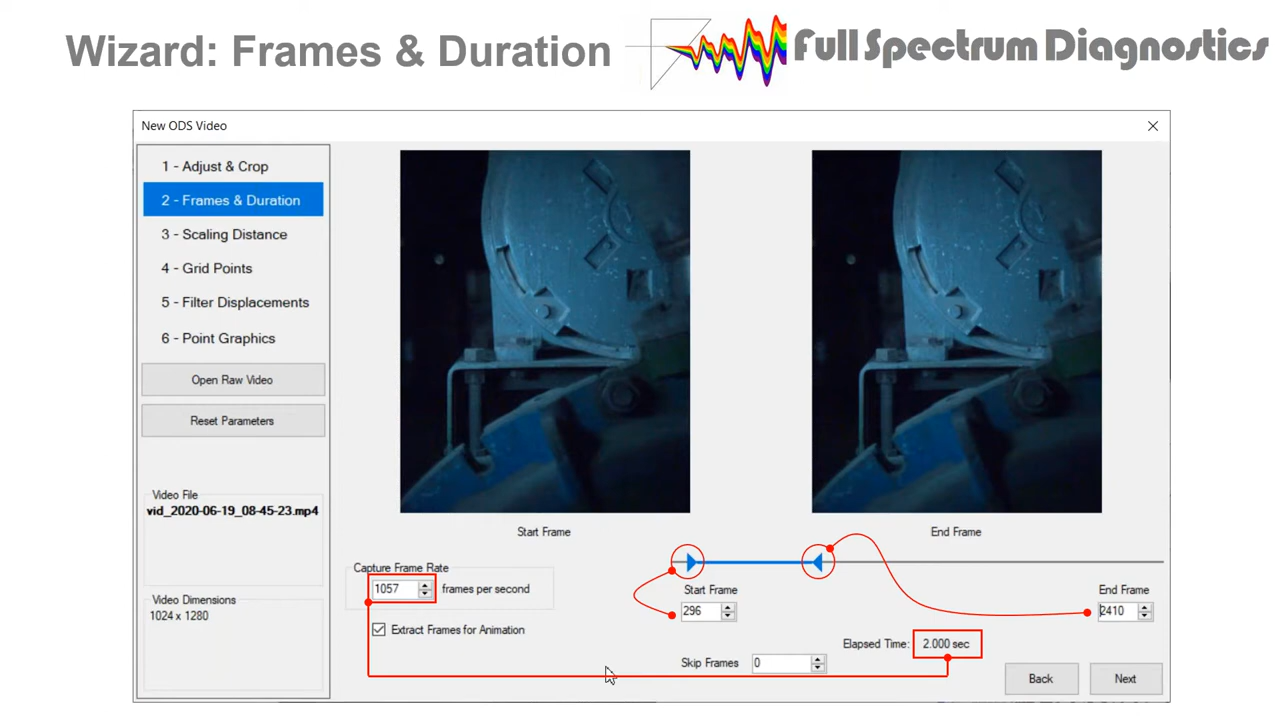 Wizard: Frames & Duration
Full Spectrum Diagnostics
New ODS Video
1 - Adjust & Crop
2 - Frames & Duration
3 - Scaling Distance
4 - Grid Points
5 - Filter Displacements
6 - Point Graphics
Open Raw Video
Reset Parameters
Video File
vid_2020-06-19_08-45-23.mp4
Video Dimensions
1024 x 1280
Start Frame
End Frame
Capture Frame Rate
1057 frames per second
Extract Frames for Animation
Start Frame
296
End Frame
2410
Elapsed Time: 2.000 sec
Skip Frames 0
Back
Next